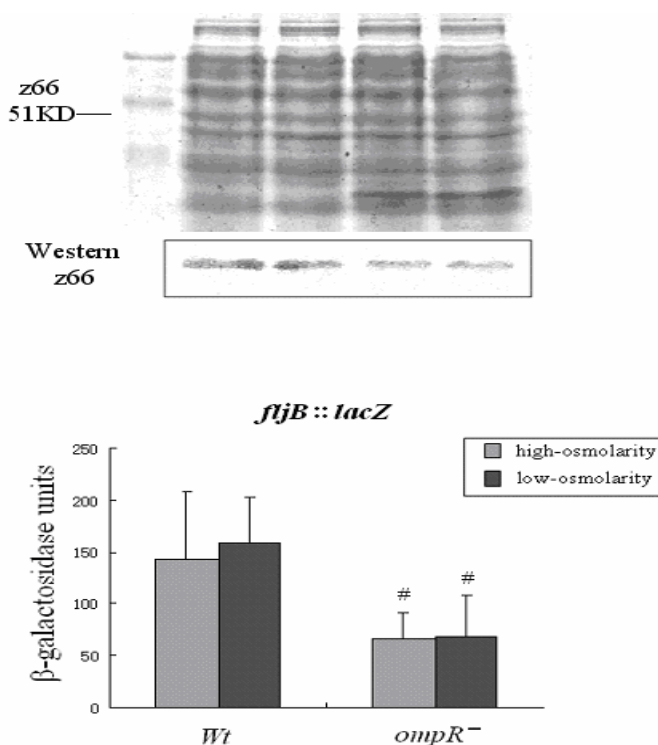 z66
51KD
Western
z66
fljB :: lacZ
high-osmolarity
low-osmolarity
β-galactosidase units
250
200
150
100
50
0
#
#
Wt
ompR⁻